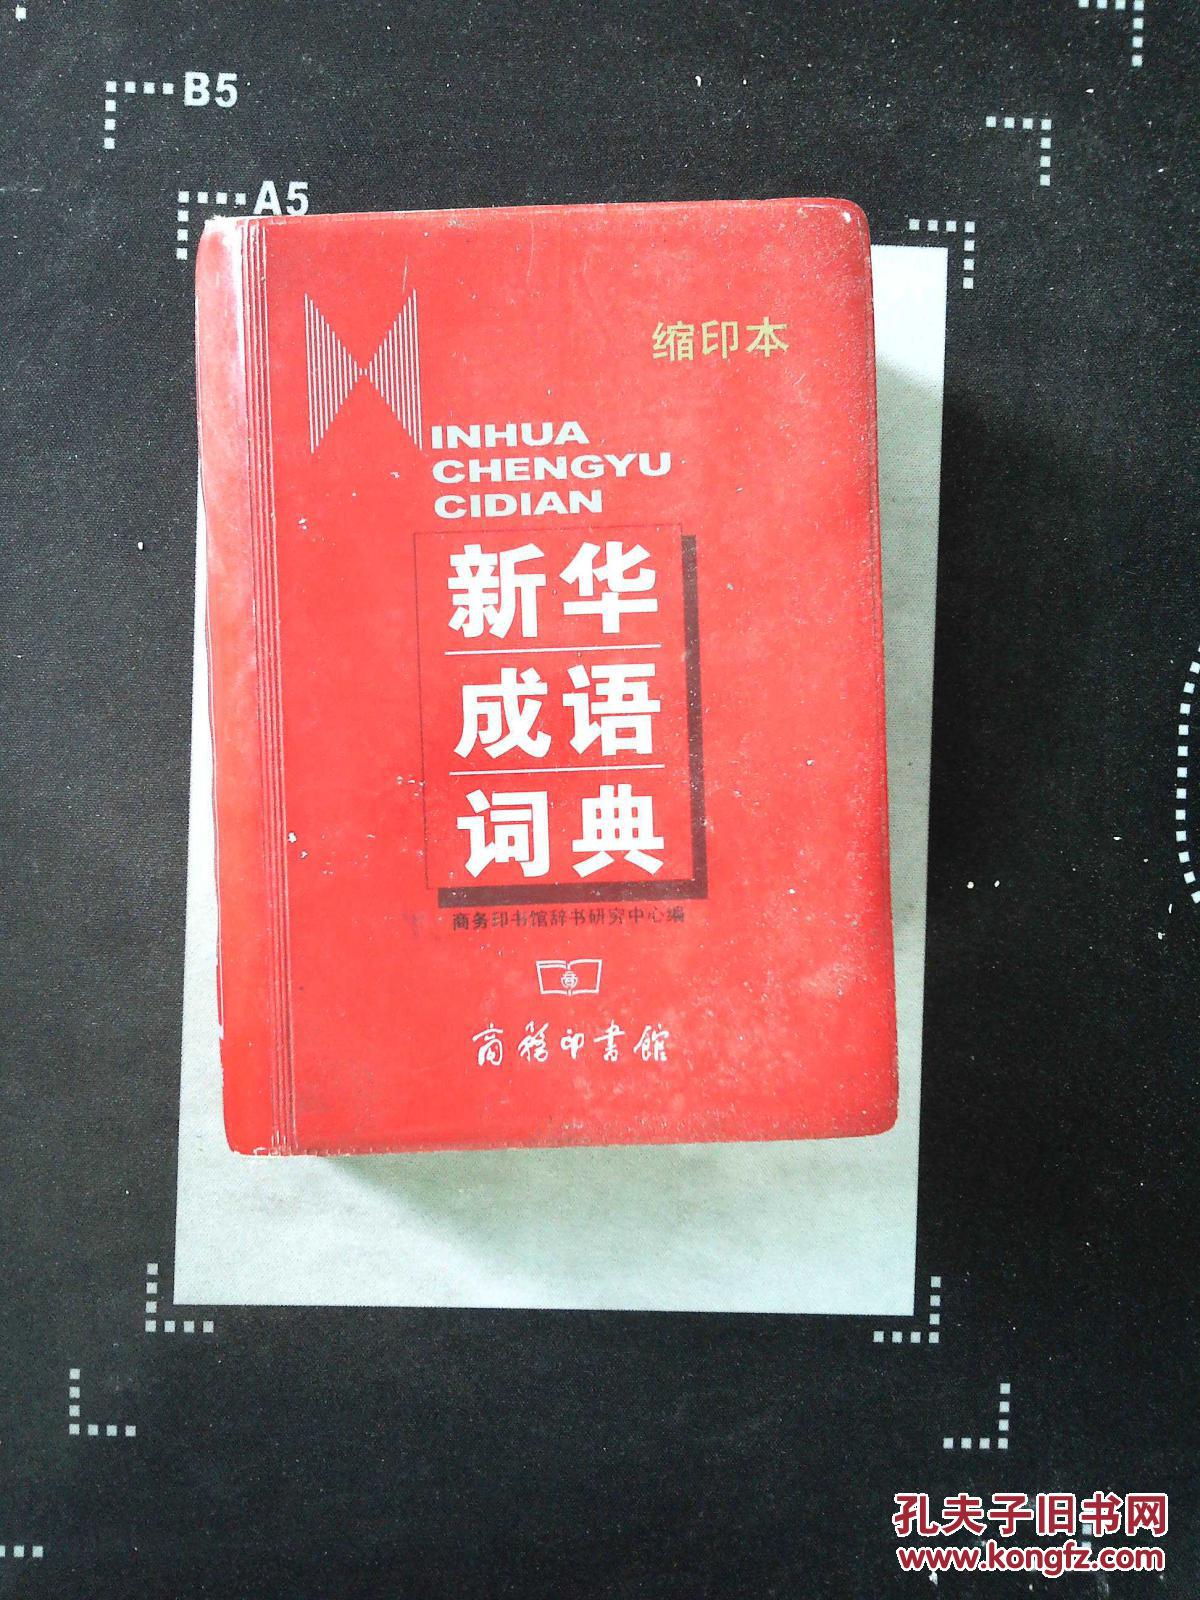 B5
A5
缩印本
INHUA
CHENGYU
CIDIAN
新华
成语
词典
商务印书馆辞书研究中心编
商務印書館
孔夫子旧书网
www.kongfz.com